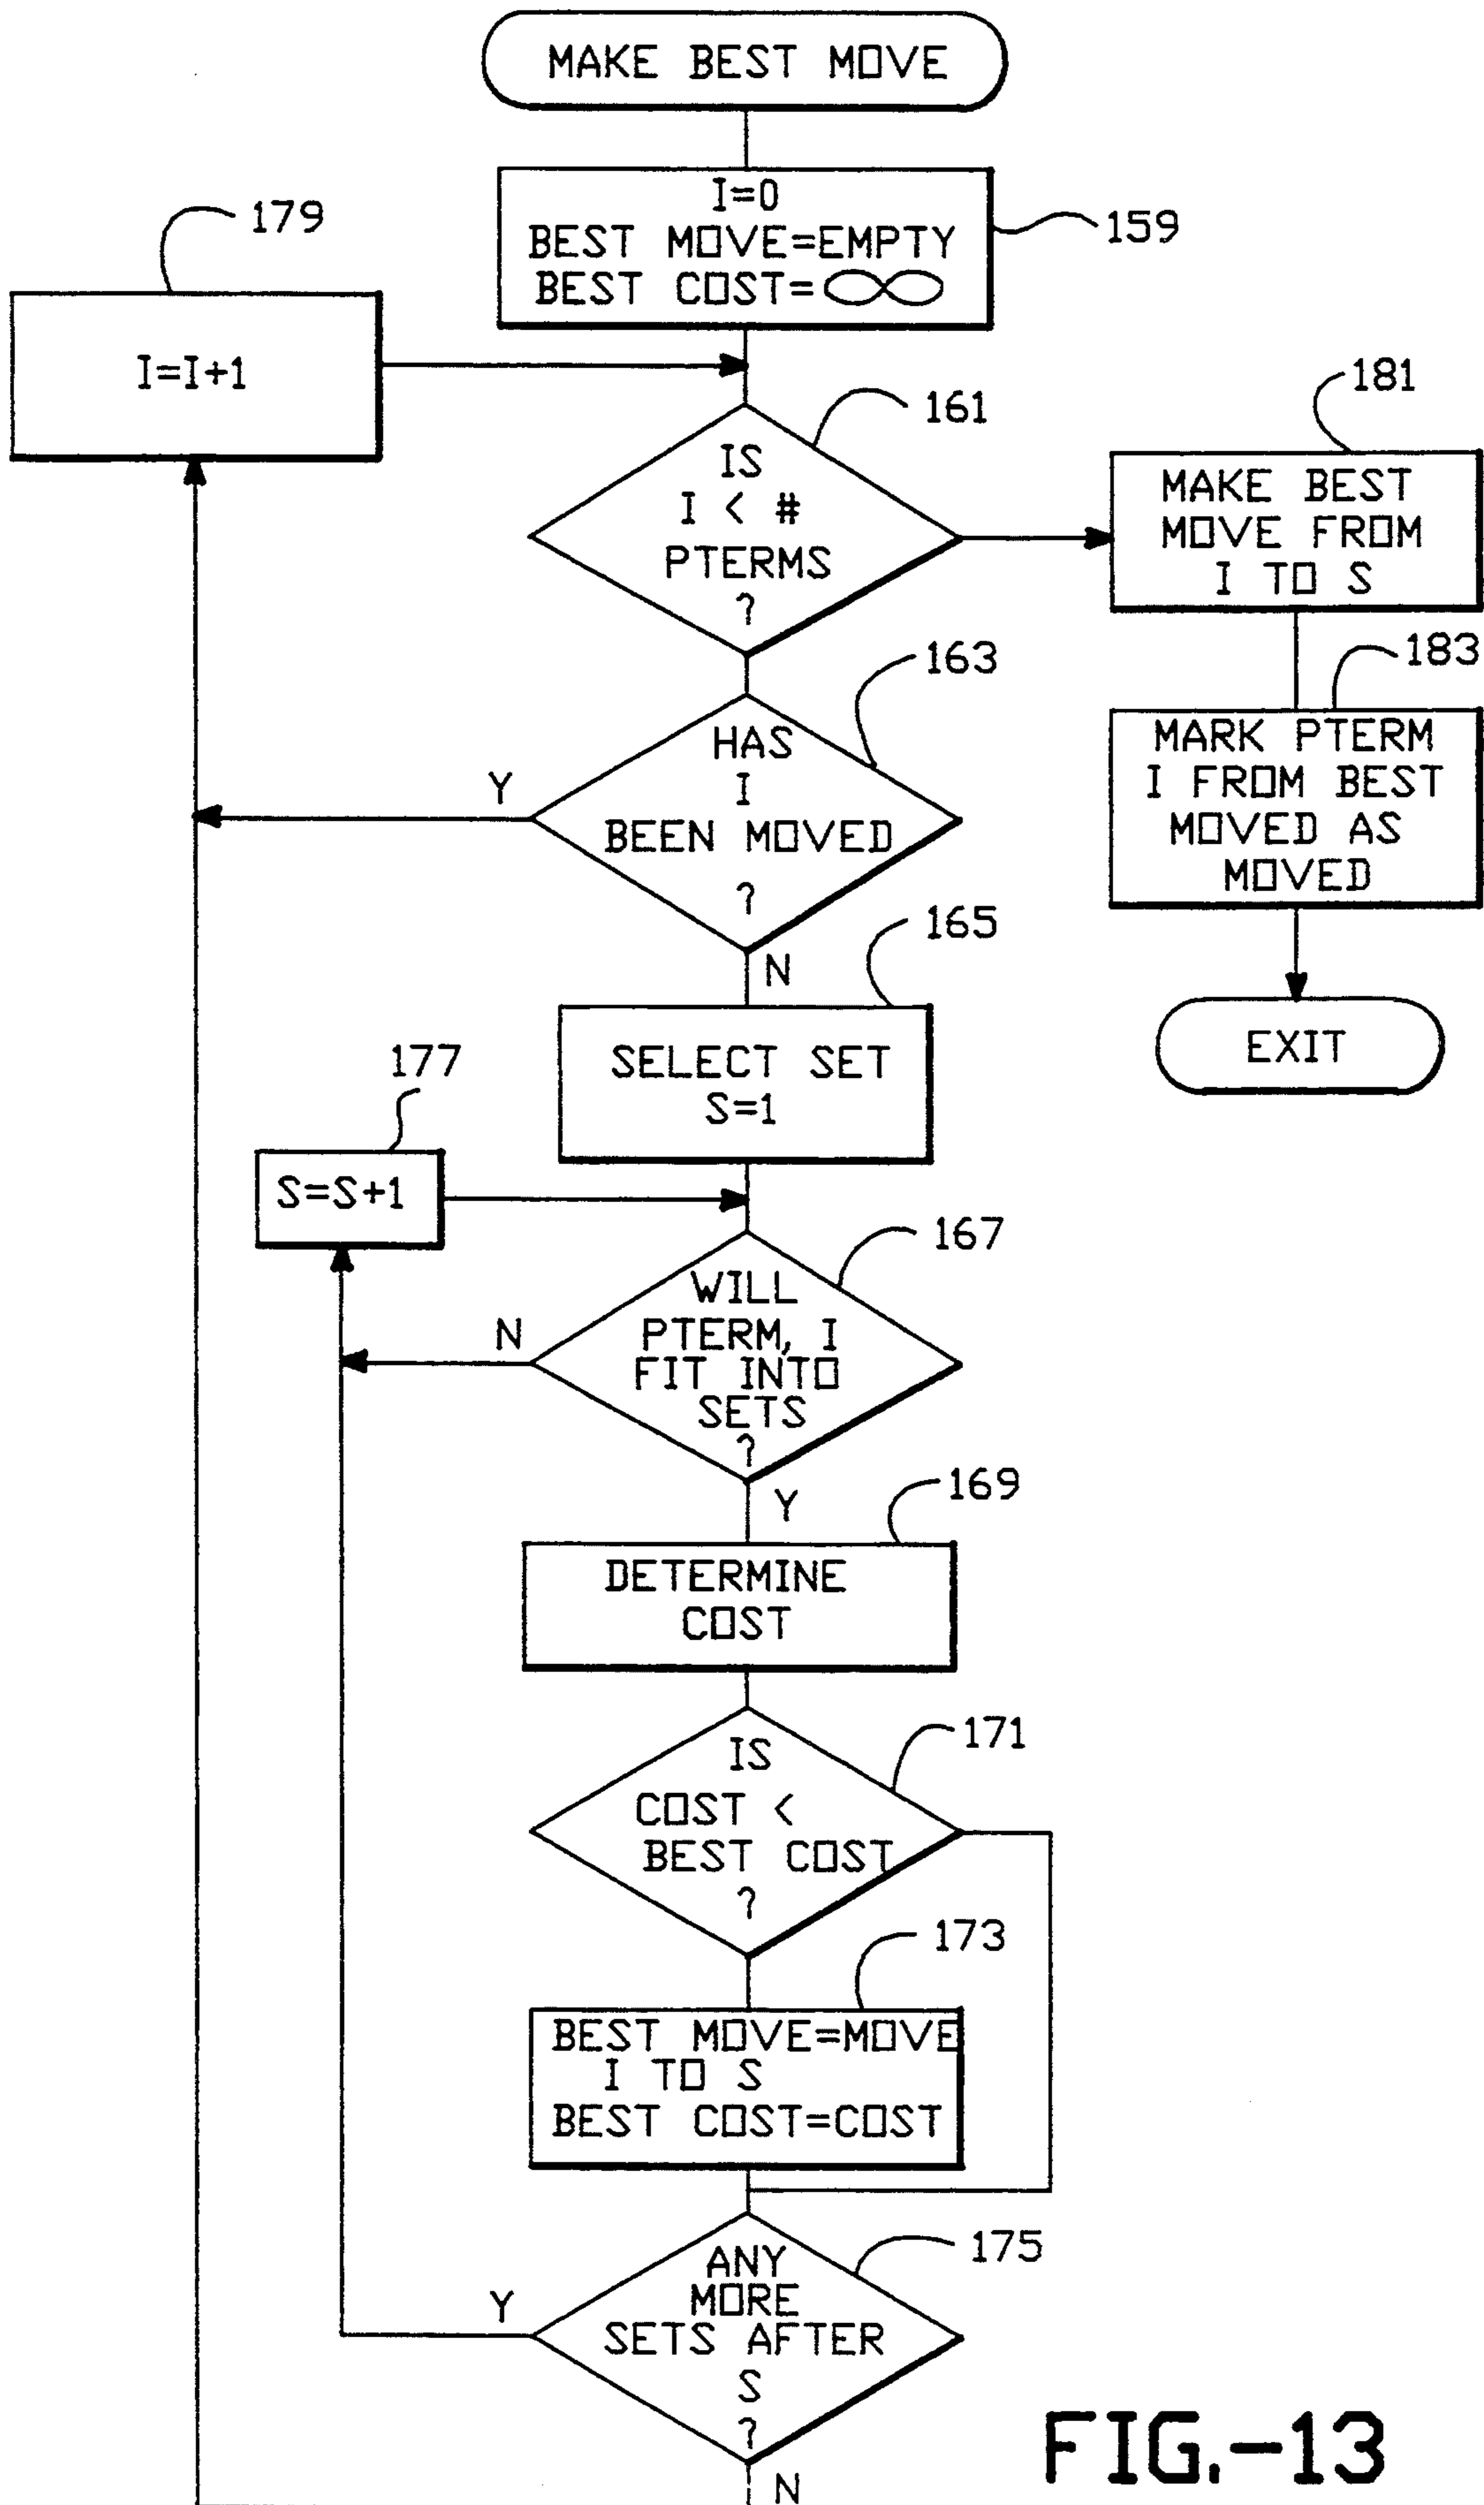 MAKE BEST MOVE
I=0
BEST MOVE=EMPTY
BEST COST=∞
159
179
I=I+1
161
IS
I < #
PTERMS
?
181
MAKE BEST
MOVE FROM
I TO S
163
HAS
I
BEEN MOVED
?
Y
N
183
MARK PTERM
I FROM BEST
MOVED AS
MOVED
EXIT
165
SELECT SET
S=1
177
S=S+1
167
WILL
PTERM, I
FIT INTO
SETS
?
N
Y
169
DETERMINE
COST
171
IS
COST <
BEST COST
?
173
BEST MOVE=MOVE
I TO S
BEST COST=COST
175
ANY
MORE
SETS AFTER
S
?
Y
N
FIG.-13